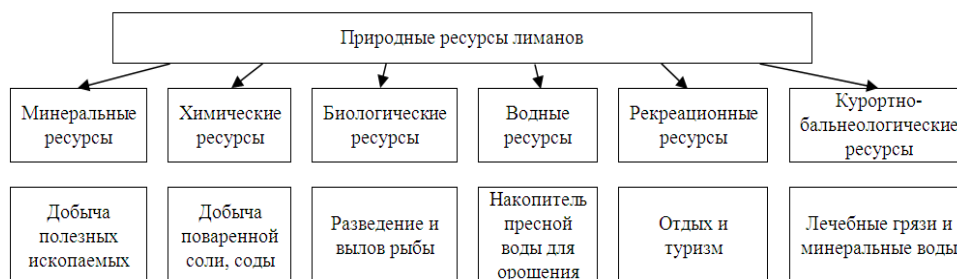 Природные ресурсы лиманов
Минеральные
ресурсы
Химические
ресурсы
Биологические
ресурсы
Водные
ресурсы
Рекреационные
ресурсы
Курортно-
бальнеологические
ресурсы
Добыча
полезных
ископаемых
Добыча
поваренной
соли, соды
Разведение и
вылов рыбы
Накопитель
пресной
воды для
орошения
Отдых и
туризм
Лечебные грязи и
минеральные воды